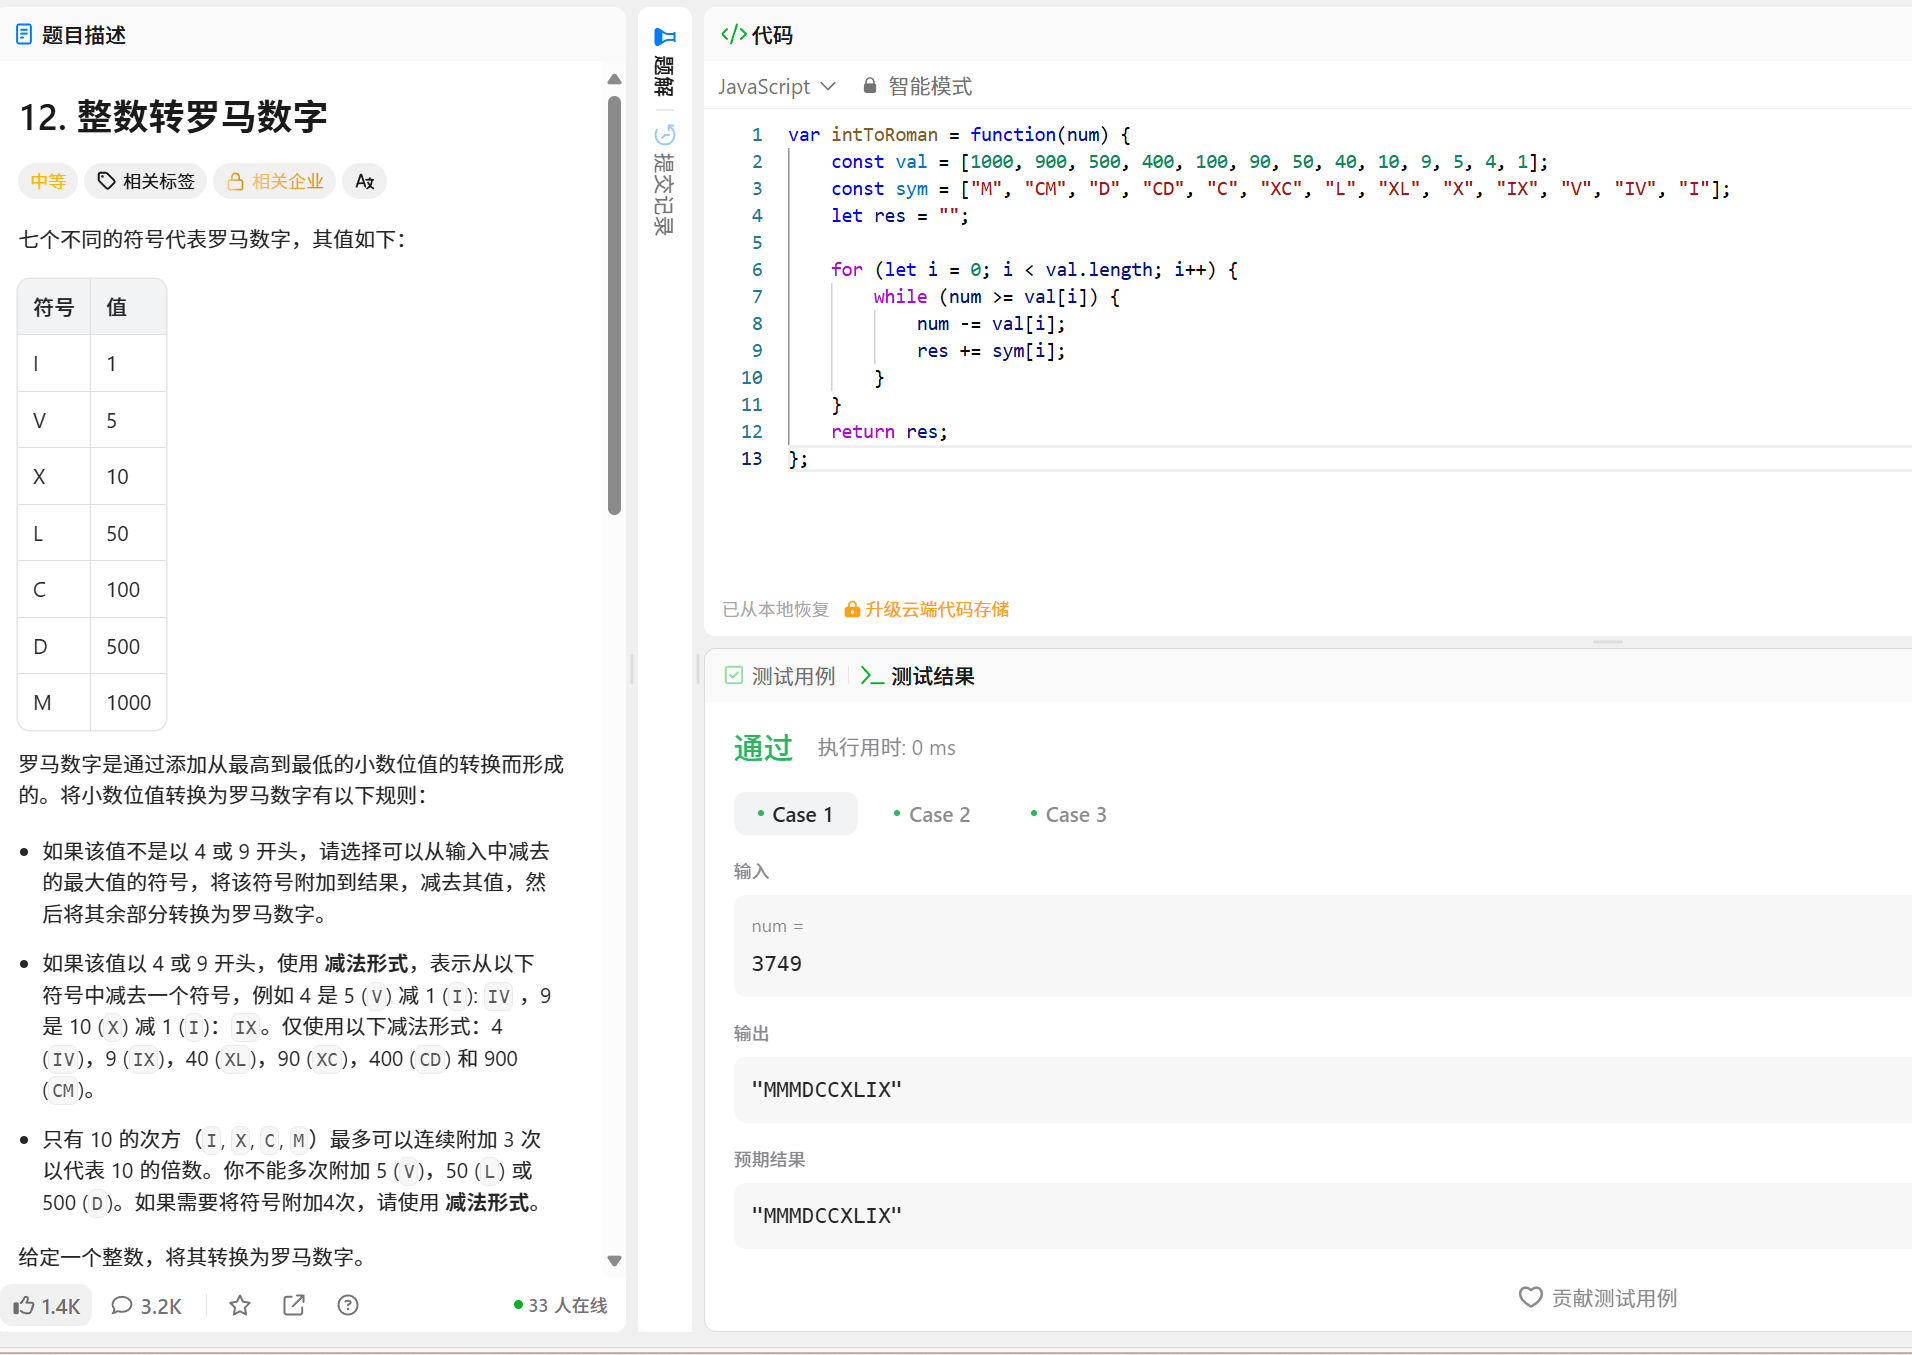 题目描述
12. 整数转罗马数字
中等 相关标签 相关企业
七个不同的符号代表罗马数字，其值如下：
符号 值
I 1
V 5
X 10
L 50
C 100
D 500
M 1000
罗马数字是通过添加从最高到最低的小数位值的转换而形成
的。将小数位值转换为罗马数字有以下规则：
如果该值不是以 4 或 9 开头，请选择可以从输入中减去
的最大值的符号，将该符号附加到结果，减去其值，然
后将其余部分转换为罗马数字。
如果该值以 4 或 9 开头，使用 减法形式，表示从以下
符号中减去一个符号，例如 4 是 5 (V) 减 1 (I): IV ，9
是 10 (X) 减 1 (I)：IX。仅使用以下减法形式：4
(IV)，9 (IX)，40 (XL)，90 (XC)，400 (CD) 和 900
(CM)。
只有 10 的次方（I, X, C, M）最多可以连续附加 3 次
以代表 10 的倍数。你不能多次附加 5 (V)，50 (L) 或
500 (D)。如果需要将符号附加4次，请使用 减法形式。
给定一个整数，将其转换为罗马数字。
1.4K 3.2K 33 人在线
题解
提交记录
</>代码
JavaScript 智能模式
1 var intToRoman = function(num) {
2 const val = [1000, 900, 500, 400, 100, 90, 50, 40, 10, 9, 5, 4, 1];
3 const sym = ["M", "CM", "D", "CD", "C", "XC", "L", "XL", "X", "IX", "V", "IV", "I"];
4 let res = "";
5
6 for (let i = 0; i < val.length; i++) {
7 while (num >= val[i]) {
8 num -= val[i];
9 res += sym[i];
10 }
11 }
12 return res;
13 };
已从本地恢复 升级云端代码存储
测试用例 测试结果
通过 执行用时: 0 ms
Case 1 Case 2 Case 3
输入
num =
3749
输出
"MMMDCCXLIX"
预期结果
"MMMDCCXLIX"
贡献测试用例